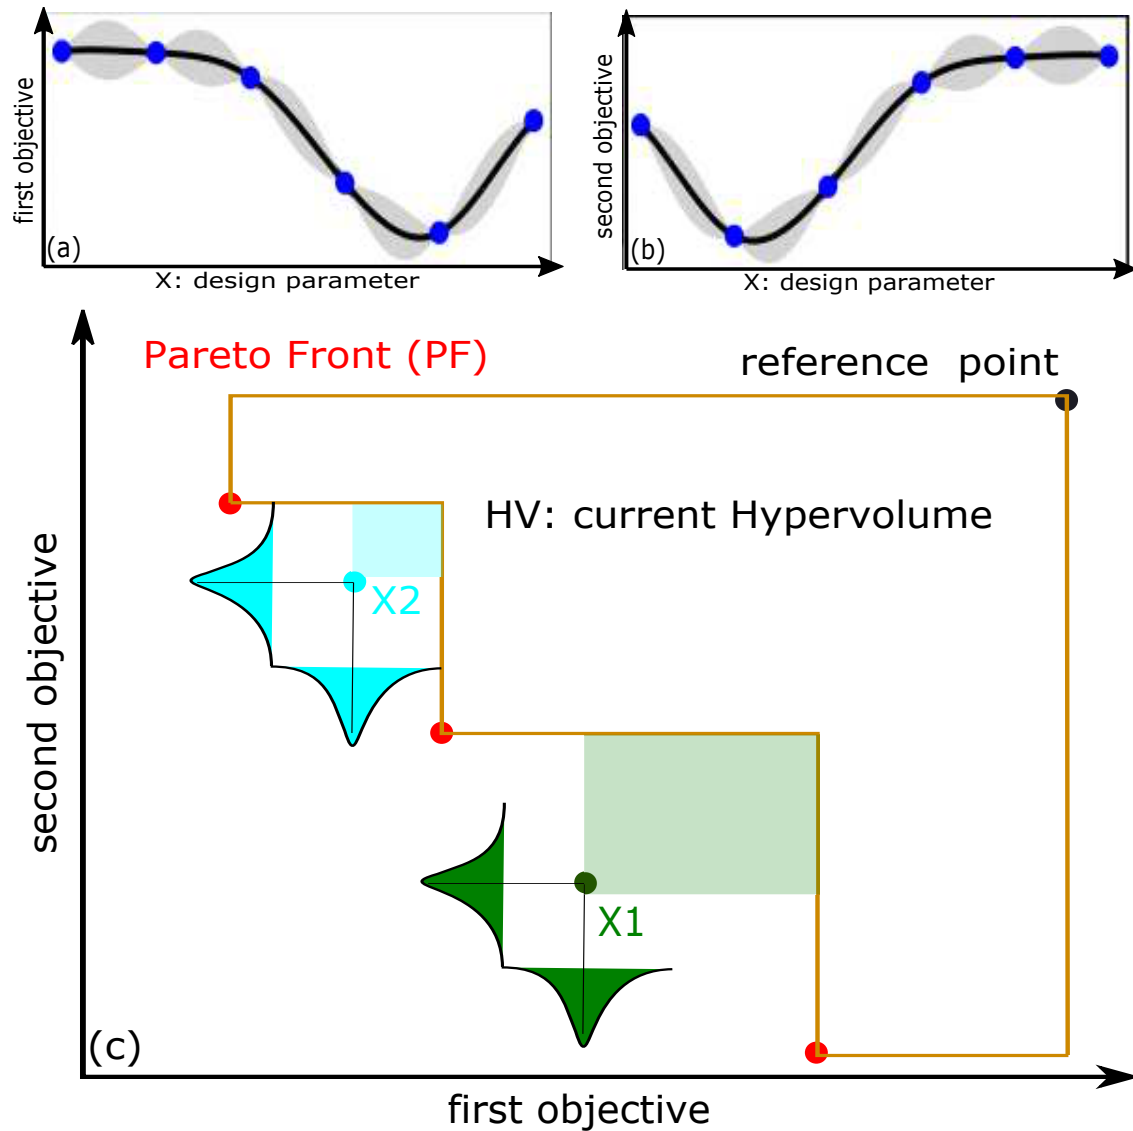 first objective
(a)
X: design parameter
second objective
(b)
X: design parameter
Pareto Front (PF)
reference point
HV: current Hypervolume
X2
X1
second objective
(c)
first objective